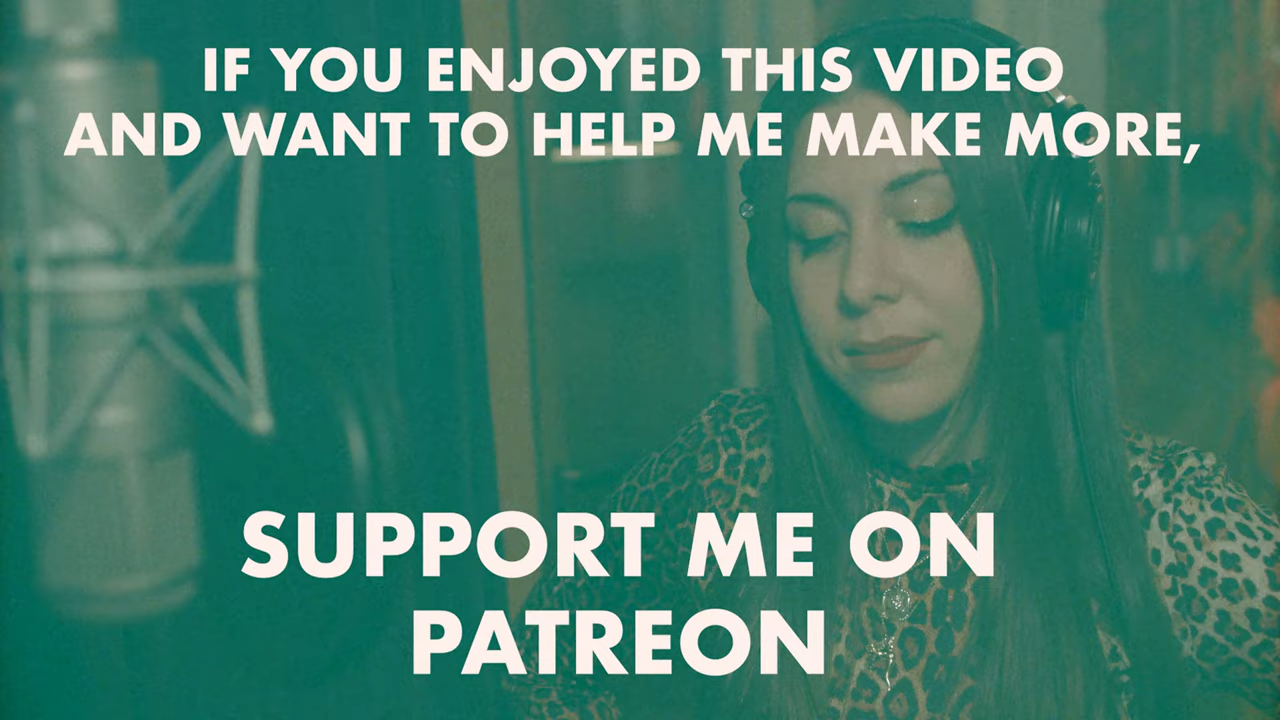 IF YOU ENJOYED THIS VIDEO
AND WANT TO HELP ME MAKE MORE,
SUPPORT ME ON
PATREON